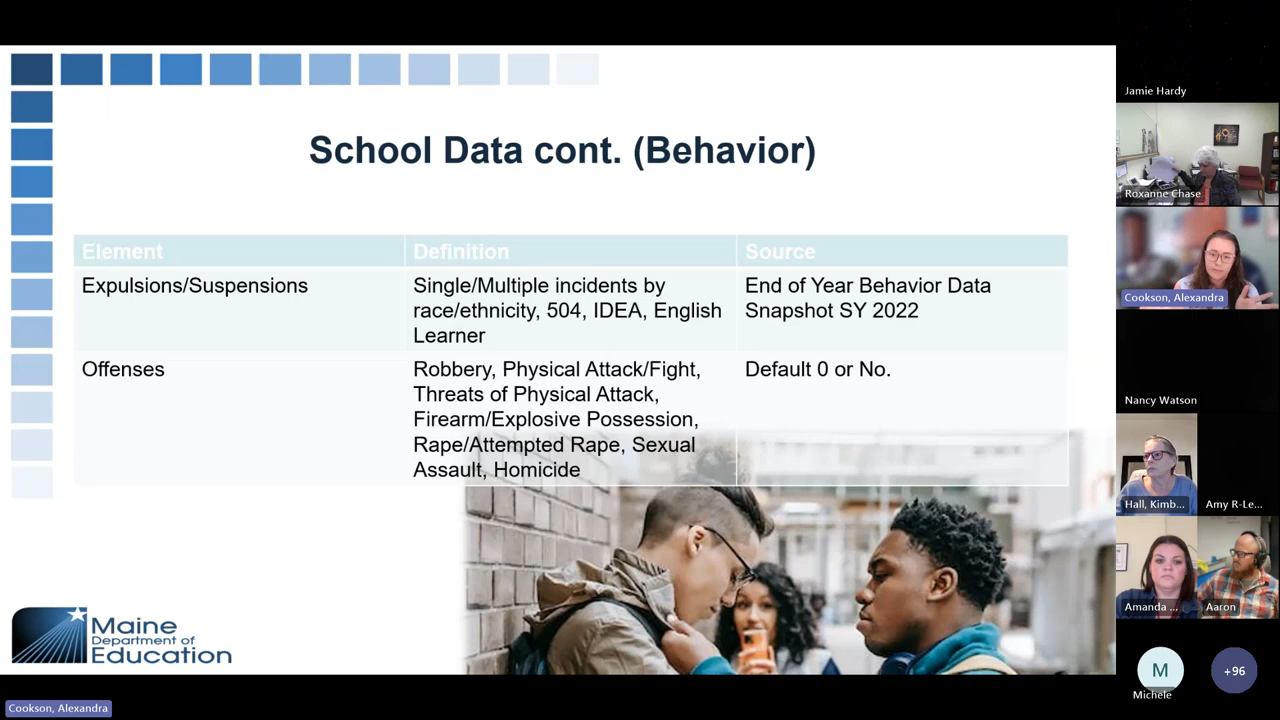 School Data cont. (Behavior)
Element
Definition
Source
Expulsions/Suspensions
Single/Multiple incidents by
race/ethnicity, 504, IDEA, English
Learner
End of Year Behavior Data
Snapshot SY 2022
Offenses
Robbery, Physical Attack/Fight,
Threats of Physical Attack,
Firearm/Explosive Possession,
Rape/Attempted Rape, Sexual
Assault, Homicide
Default 0 or No.
Maine
Department of
Education
Jamie Hardy
Roxanne Chase
Cookson, Alexandra
Nancy Watson
Hall, Kimb...
Amy R-Le...
Amanda ...
Aaron
M
Michele
+96
Cookson, Alexandra